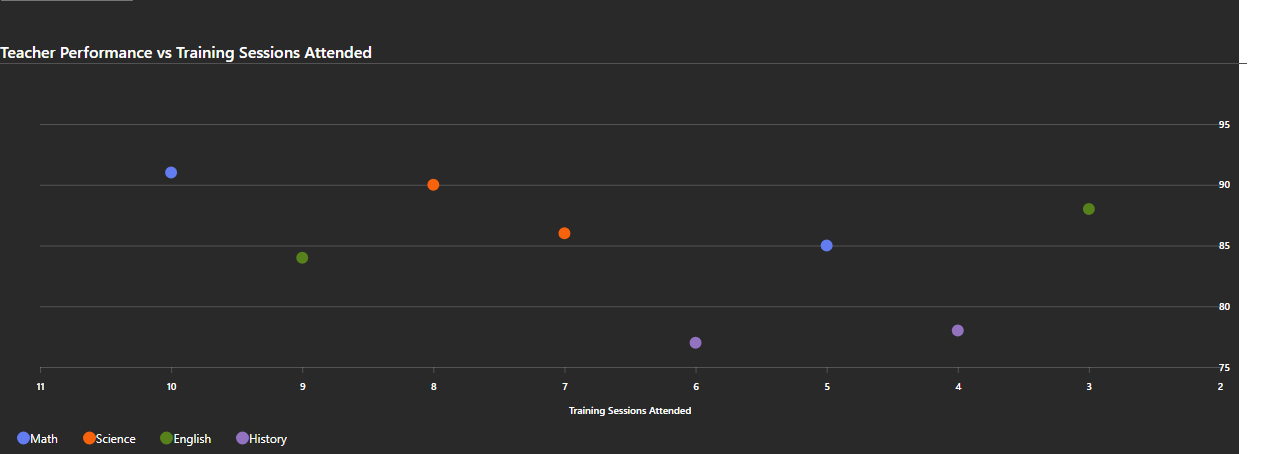 Teacher Performance vs Training Sessions Attended
95
90
85
80
75
11 10 9 8 7 6 5 4 3 2
Training Sessions Attended
Math Science English History